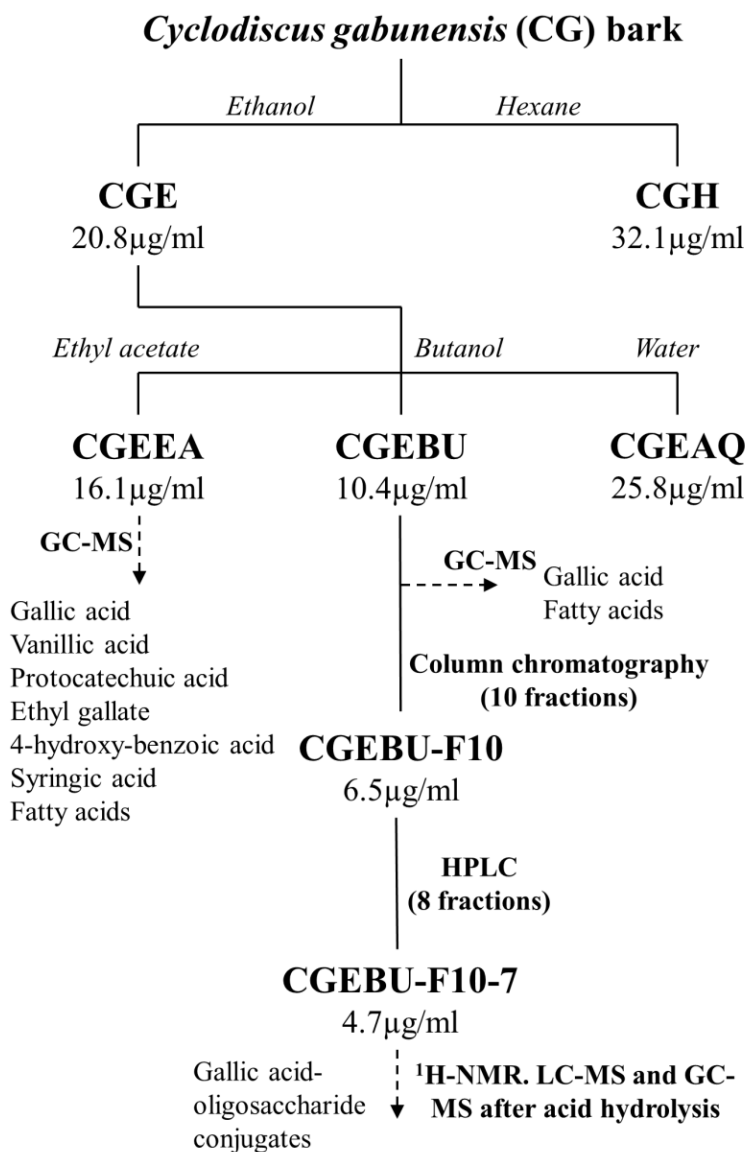 Cyclodiscus gabunensis (CG) bark
Ethanol
Hexane
CGE
20.8µg/ml
CGH
32.1µg/ml
Ethyl acetate
Butanol
Water
CGEEA
16.1µg/ml
CGEBU
10.4µg/ml
CGEAQ
25.8µg/ml
GC-MS
Gallic acid
Vanillic acid
Protocatechuic acid
Ethyl gallate
4-hydroxy-benzoic acid
Syringic acid
Fatty acids
GC-MS
Gallic acid
Fatty acids
Column chromatography
(10 fractions)
CGEBU-F10
6.5µg/ml
HPLC
(8 fractions)
CGEBU-F10-7
4.7µg/ml
Gallic acid-
oligosaccharide
conjugates
¹H-NMR. LC-MS and GC-
MS after acid hydrolysis